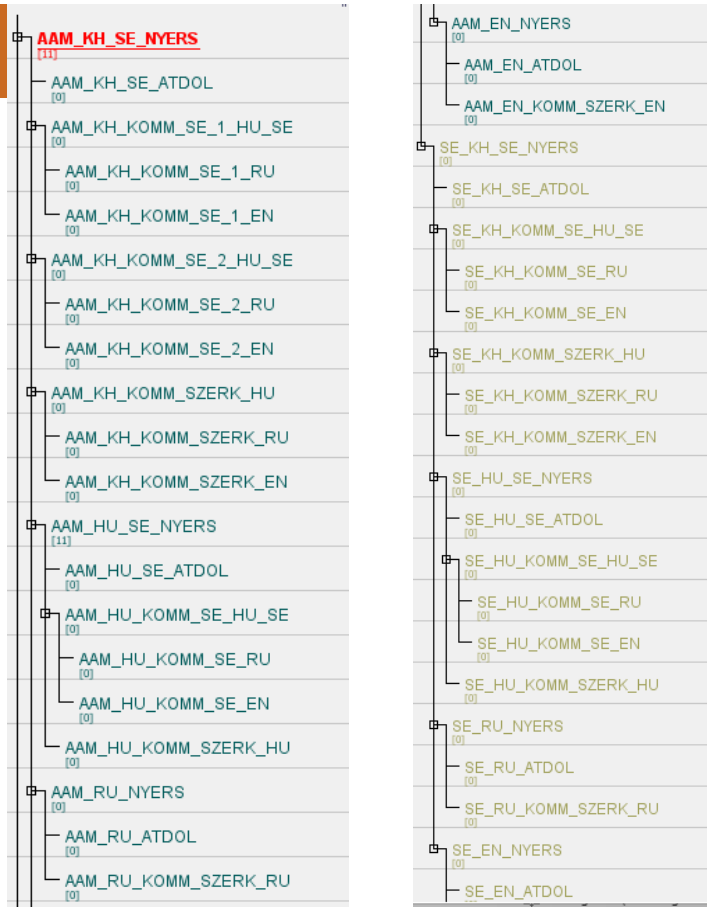 AAM_KH_SE_NYERS
[11]
AAM_KH_SE_ATDOL
[0]
AAM_KH_KOMM_SE_1_HU_SE
[0]
AAM_KH_KOMM_SE_1_RU
[0]
AAM_KH_KOMM_SE_1_EN
[0]
AAM_KH_KOMM_SE_2_HU_SE
[0]
AAM_KH_KOMM_SE_2_RU
[0]
AAM_KH_KOMM_SE_2_EN
[0]
AAM_KH_KOMM_SZERK_HU
[0]
AAM_KH_KOMM_SZERK_RU
[0]
AAM_KH_KOMM_SZERK_EN
[0]
AAM_HU_SE_NYERS
[11]
AAM_HU_SE_ATDOL
[0]
AAM_HU_KOMM_SE_HU_SE
[0]
AAM_HU_KOMM_SE_RU
[0]
AAM_HU_KOMM_SE_EN
[0]
AAM_HU_KOMM_SZERK_HU
[0]
AAM_RU_NYERS
[0]
AAM_RU_ATDOL
[0]
AAM_RU_KOMM_SZERK_RU
[0]
AAM_EN_NYERS
[0]
AAM_EN_ATDOL
[0]
AAM_EN_KOMM_SZERK_EN
[0]
SE_KH_SE_NYERS
[0]
SE_KH_SE_ATDOL
[0]
SE_KH_KOMM_SE_HU_SE
[0]
SE_KH_KOMM_SE_RU
[0]
SE_KH_KOMM_SE_EN
[0]
SE_KH_KOMM_SZERK_HU
[0]
SE_KH_KOMM_SZERK_RU
[0]
SE_KH_KOMM_SZERK_EN
[0]
SE_HU_SE_NYERS
[0]
SE_HU_SE_ATDOL
[0]
SE_HU_KOMM_SE_HU_SE
[0]
SE_HU_KOMM_SE_RU
[0]
SE_HU_KOMM_SE_EN
[0]
SE_HU_KOMM_SZERK_HU
[0]
SE_RU_NYERS
[0]
SE_RU_ATDOL
[0]
SE_RU_KOMM_SZERK_RU
[0]
SE_EN_NYERS
[0]
SE_EN_ATDOL